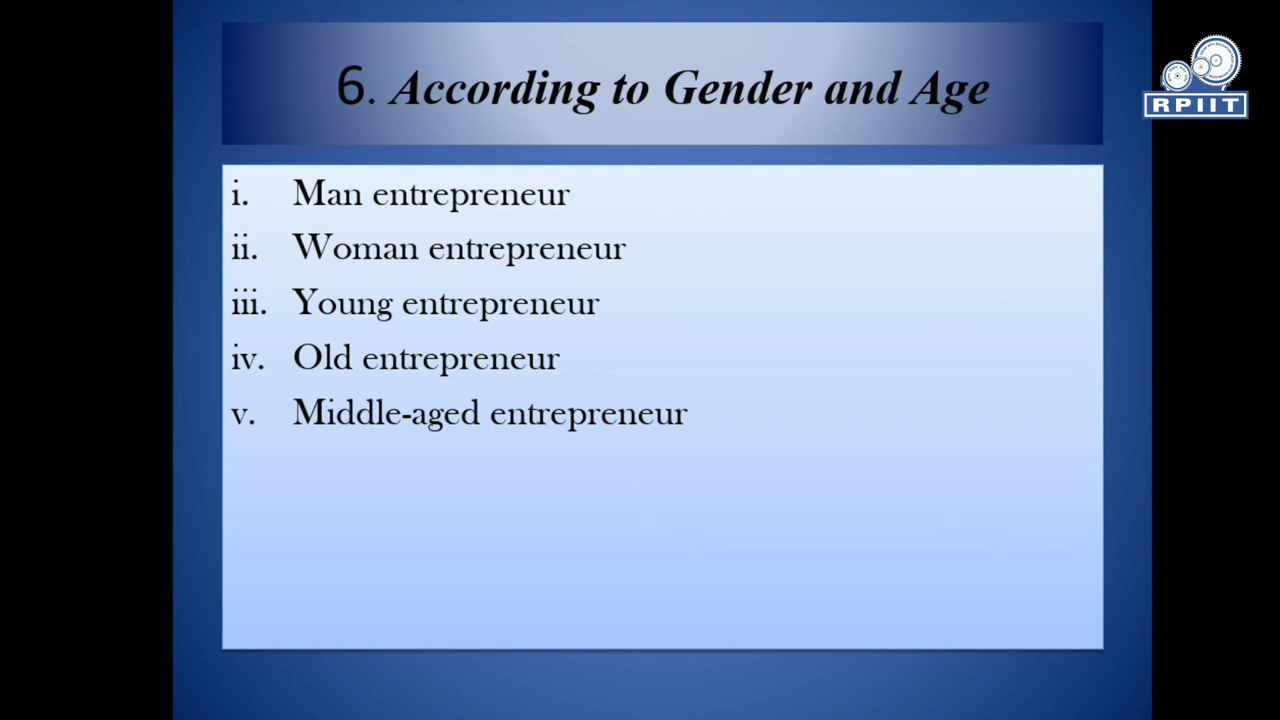 6. According to Gender and Age
RPIIT
i. Man entrepreneur
ii. Woman entrepreneur
iii. Young entrepreneur
iv. Old entrepreneur
v. Middle-aged entrepreneur